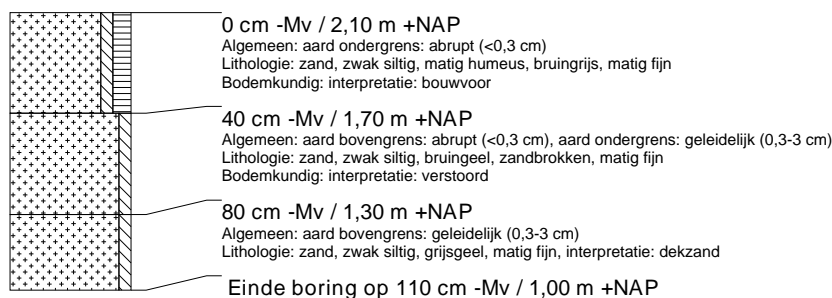 0 cm -Mv / 2,10 m +NAP
Algemeen: aard ondergrens: abrupt (<0,3 cm)
Lithologie: zand, zwak siltig, matig humeus, bruingrijs, matig fijn
Bodemkundig: interpretatie: bouwvoor
40 cm -Mv / 1,70 m +NAP
Algemeen: aard bovengrens: abrupt (<0,3 cm), aard ondergrens: geleidelijk (0,3-3 cm)
Lithologie: zand, zwak siltig, bruingeel, zandbrokken, matig fijn
Bodemkundig: interpretatie: verstoord
80 cm -Mv / 1,30 m +NAP
Algemeen: aard bovengrens: geleidelijk (0,3-3 cm)
Lithologie: zand, zwak siltig, grijsgeel, matig fijn, interpretatie: dekzand
Einde boring op 110 cm -Mv / 1,00 m +NAP